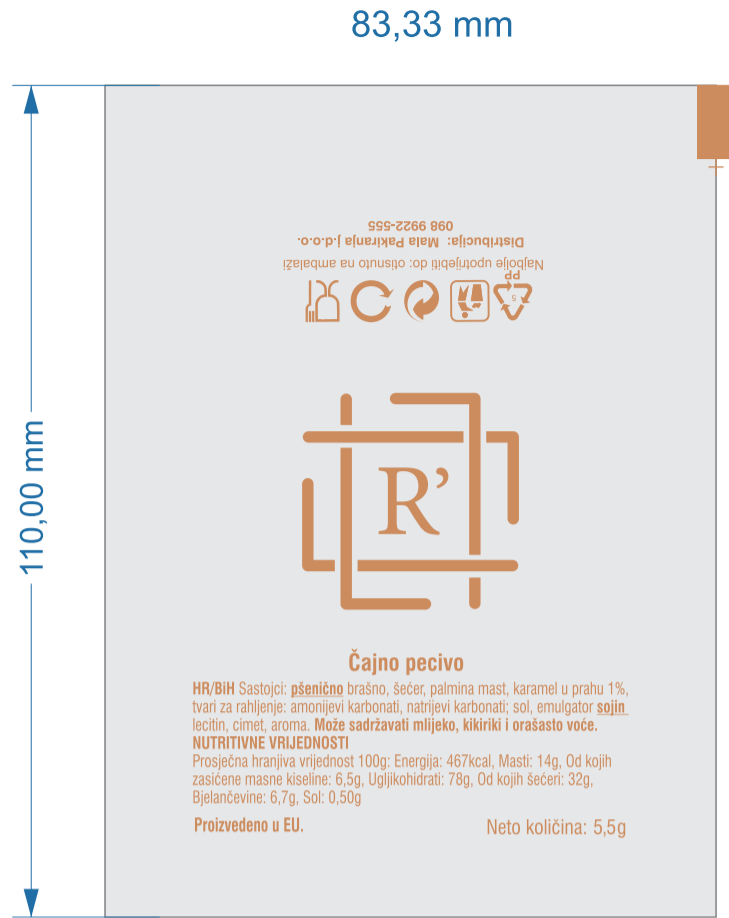 83,33 mm
110,00 mm
098 9922-555
Distribucija: Mala Pakiranja j.d.o.o.
Najbolje upotrijebiti do: otisnuto na ambalaži
PP
5
R’
Čajno pecivo
HR/BiH Sastojci: pšenično brašno, šećer, palmina mast, karamel u prahu 1%,
tvari za rahljenje: amonijevi karbonati, natrijevi karbonati; sol, emulgator sojin
lecitin, cimet, aroma. Može sadržavati mlijeko, kikiriki i orašasto voće.
NUTRITIVNE VRIJEDNOSTI
Prosječna hranjiva vrijednost 100g: Energija: 467kcal, Masti: 14g, Od kojih
zasićene masne kiseline: 6,5g, Ugljikohidrati: 78g, Od kojih šećeri: 32g,
Bjelančevine: 6,7g, Sol: 0,50g
Proizvedeno u EU.
Neto količina: 5,5g